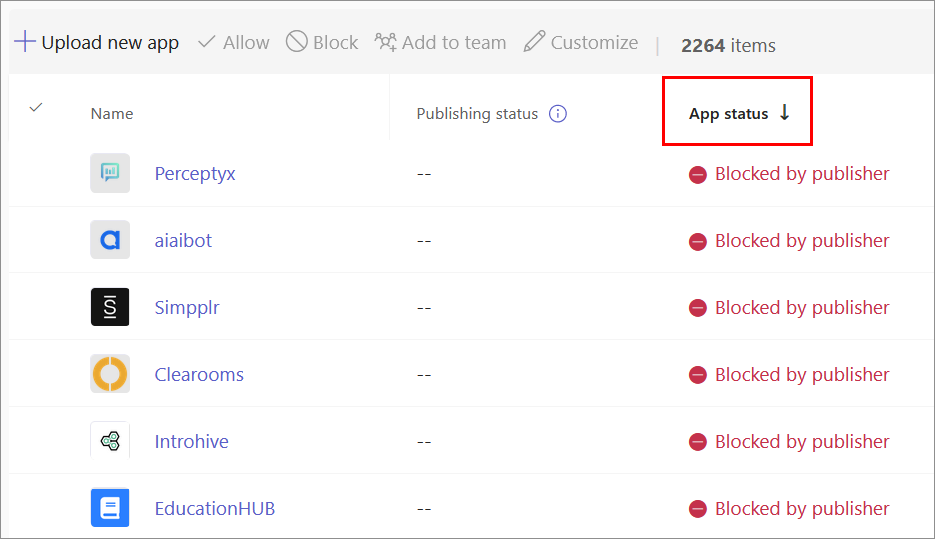 Upload new app Allow Block Add to team Customize 2264 items
Name Publishing status App status
Perceptyx -- Blocked by publisher
aiaibot -- Blocked by publisher
Simpplr -- Blocked by publisher
Clearooms -- Blocked by publisher
Introhive -- Blocked by publisher
EducationHUB -- Blocked by publisher